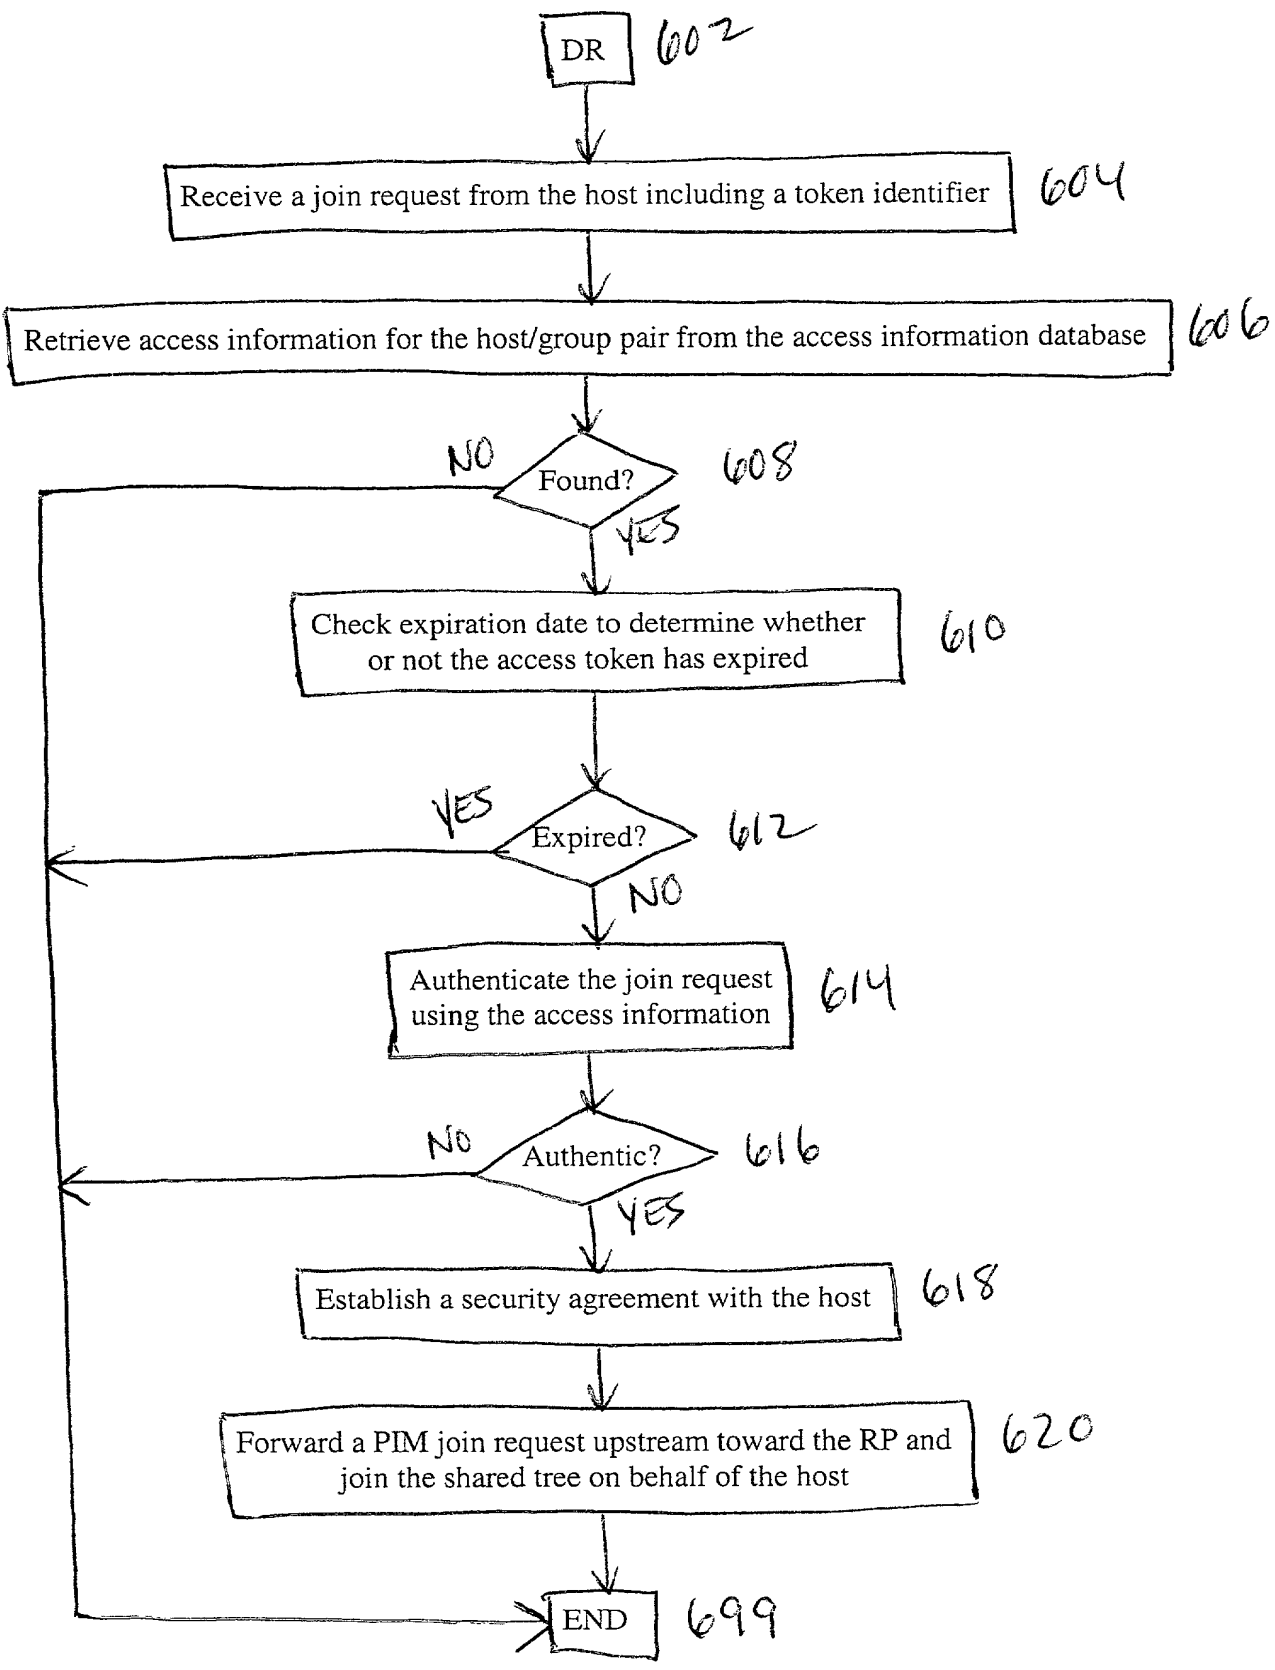 DR 602
Receive a join request from the host including a token identifier 604
Retrieve access information for the host/group pair from the access information database 606
NO
Found? 608
YES
Check expiration date to determine whether
or not the access token has expired
610
YES
Expired? 612
NO
Authenticate the join request
using the access information
614
NO
Authentic? 616
YES
Establish a security agreement with the host 618
Forward a PIM join request upstream toward the RP and
join the shared tree on behalf of the host
620
END 699